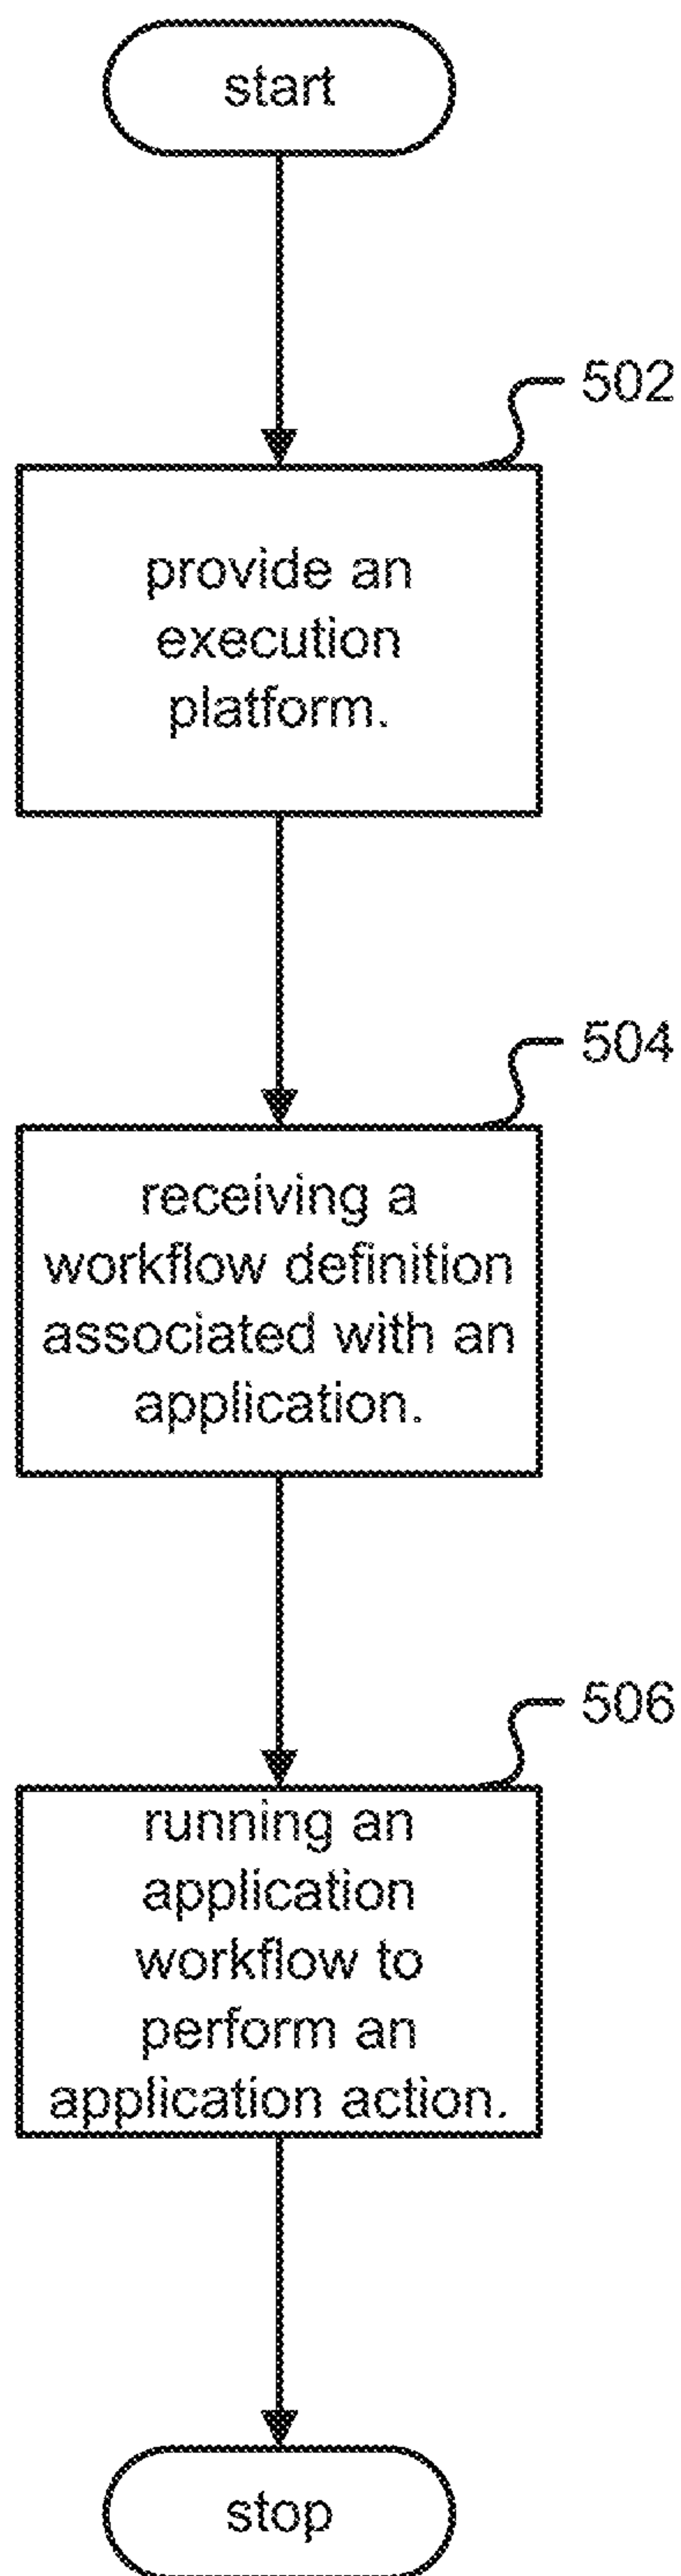 start
502
provide an
execution
platform.
504
receiving a
workflow definition
associated with an
application.
506
running an
application
workflow to
perform an
application action.
stop